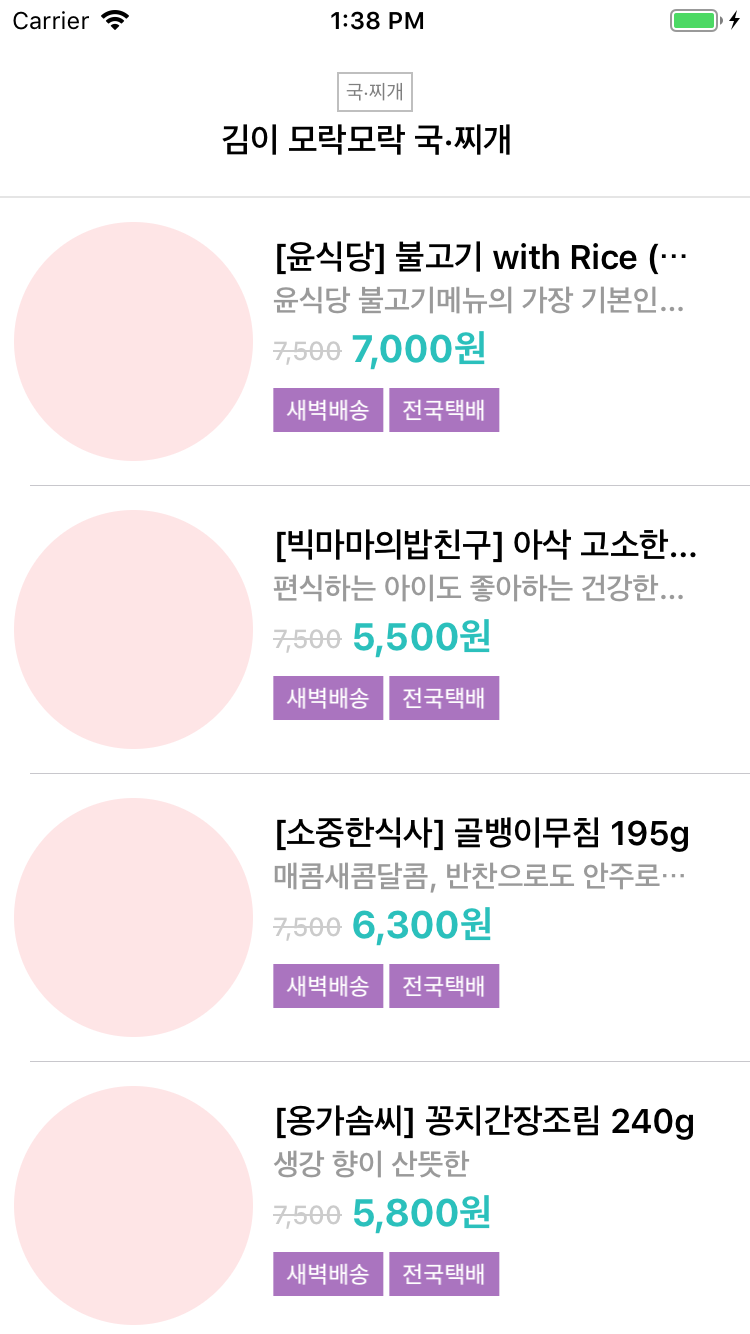 Carrier 1:38 PM
국·찌개
김이 모락모락 국·찌개
[윤식당] 불고기 with Rice (…
윤식당 불고기메뉴의 가장 기본인...
7,500 7,000원
새벽배송 전국택배
[빅마마의밥친구] 아삭 고소한...
편식하는 아이도 좋아하는 건강한...
7,500 5,500원
새벽배송 전국택배
[소중한식사] 골뱅이무침 195g
매콤새콤달콤, 반찬으로도 안주로…
7,500 6,300원
새벽배송 전국택배
[옹가솜씨] 꽁치간장조림 240g
생강 향이 산뜻한
7,500 5,800원
새벽배송 전국택배